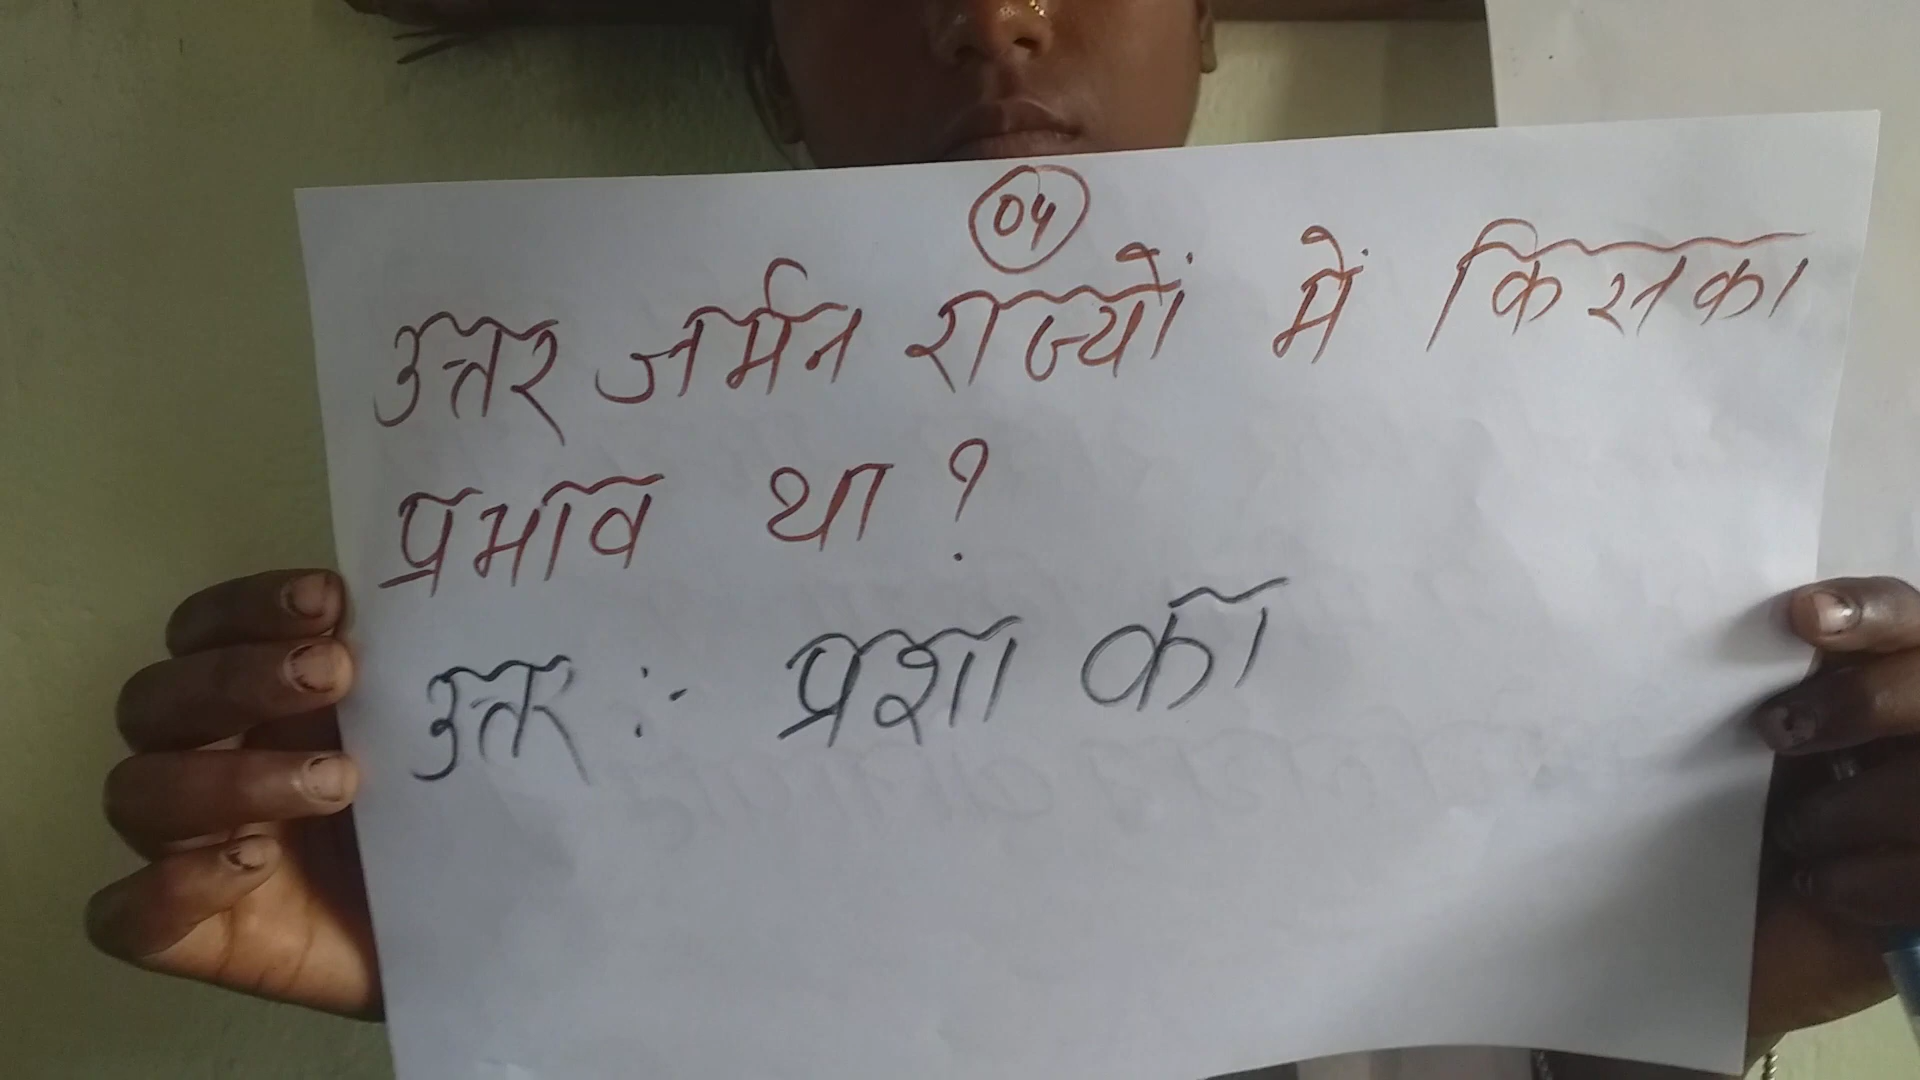 04
उत्तर जर्मन राज्यों में किसका
प्रभाव था ?
उत्तर :- प्रशा का